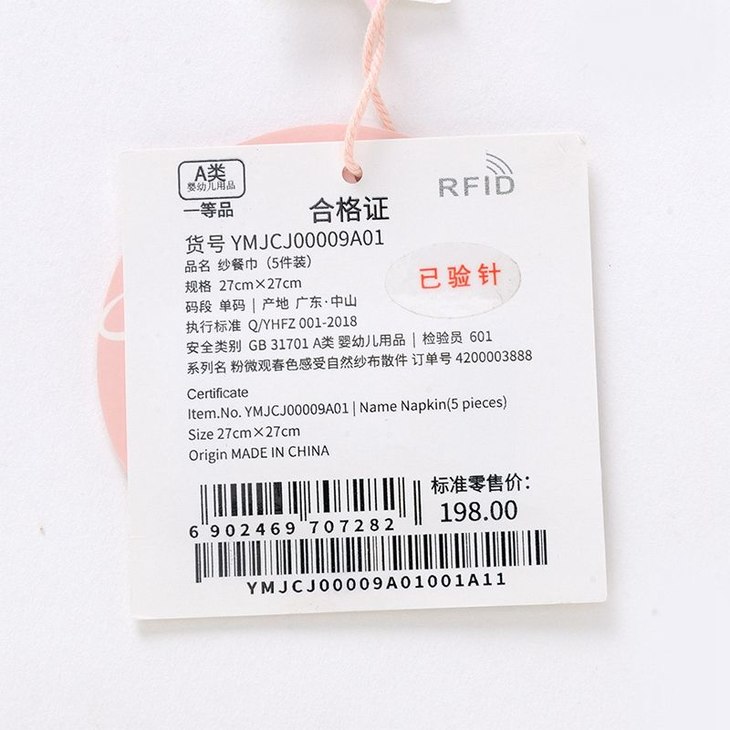 A类
婴幼儿用品
一等品
合格证
RFID
货号 YMJCJ00009A01
品名 纱餐巾（5件装）
规格 27cm×27cm
已验针
码段 单码 | 产地 广东·中山
执行标准 Q/YHFZ 001-2018
安全类别 GB 31701 A类 婴幼儿用品 | 检验员 601
系列名 粉微观春色感受自然纱布散件 订单号 4200003888
Certificate
Item.No. YMJCJ00009A01 | Name Napkin(5 pieces)
Size 27cm×27cm
Origin MADE IN CHINA
标准零售价：
198.00
6 902469 707282
YMJCJ00009A01001A11